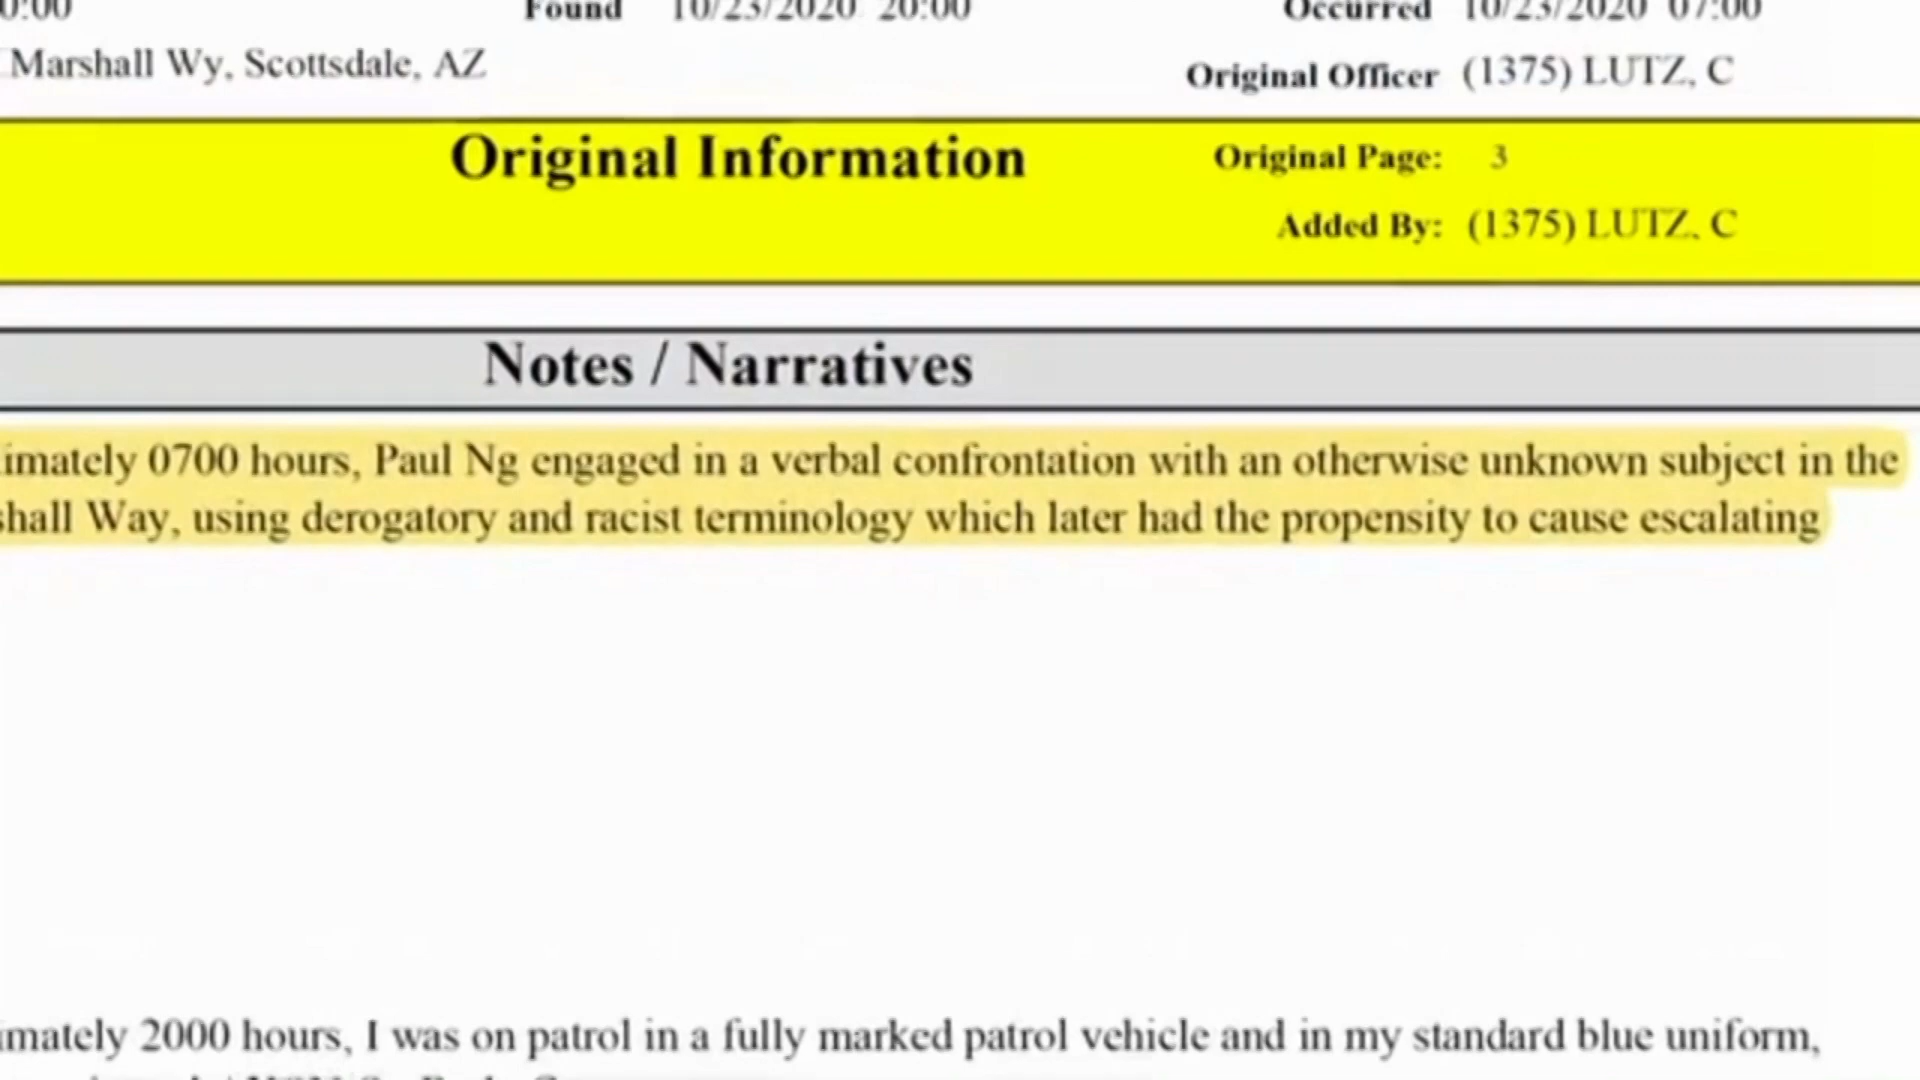 0:00 Found 10/23/2020 20:00 Occurred 10/23/2020 07:00
Marshall Wy, Scottsdale, AZ
Original Officer (1375) LUTZ, C
Original Information
Original Page: 3
Added By: (1375) LUTZ, C
Notes / Narratives
imately 0700 hours, Paul Ng engaged in a verbal confrontation with an otherwise unknown subject in the
shall Way, using derogatory and racist terminology which later had the propensity to cause escalating
imately 2000 hours, I was on patrol in a fully marked patrol vehicle and in my standard blue uniform,